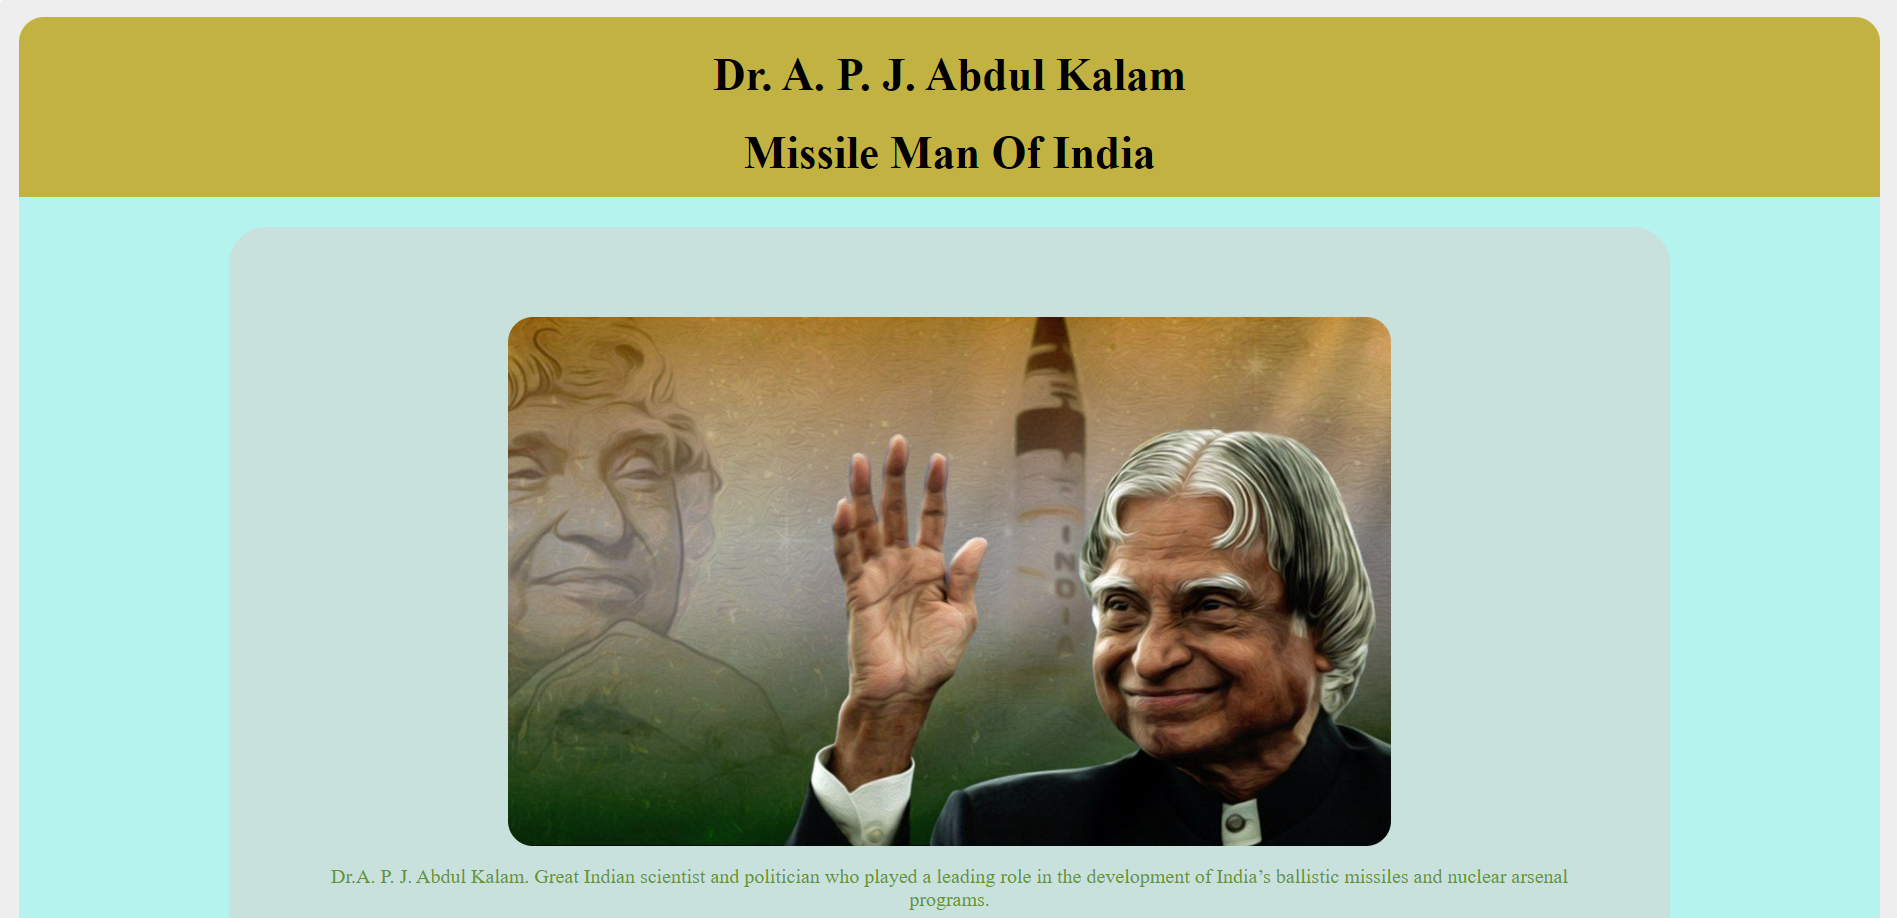 Dr. A. P. J. Abdul Kalam
Missile Man Of India
INDIA
Dr.A. P. J. Abdul Kalam. Great Indian scientist and politician who played a leading role in the development of India’s ballistic missiles and nuclear arsenal
programs.